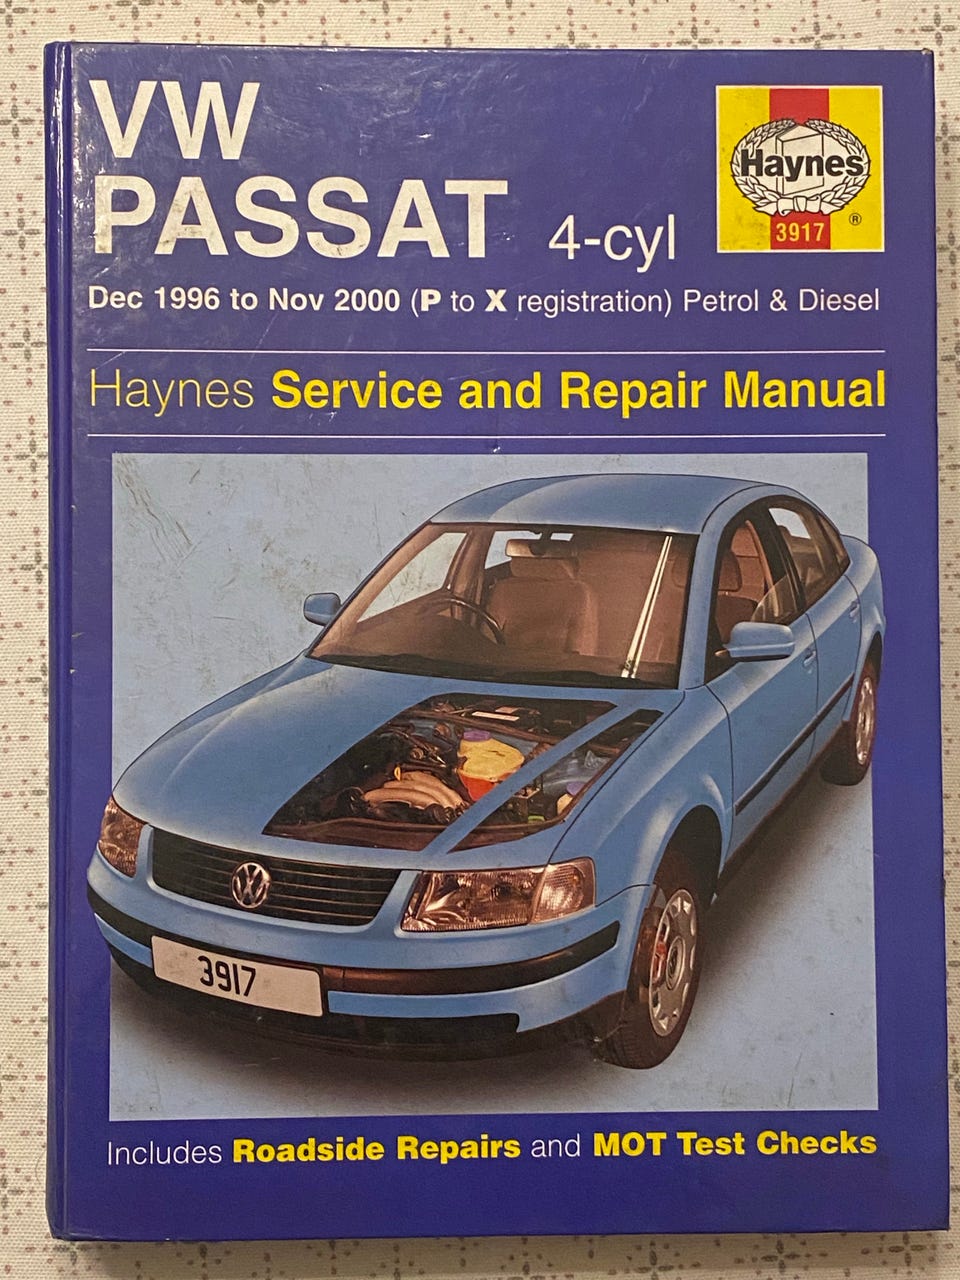 VW
PASSAT 4-cyl
Haynes
®
3917
Dec 1996 to Nov 2000 (P to X registration) Petrol & Diesel
Haynes Service and Repair Manual
3917
Includes Roadside Repairs and MOT Test Checks